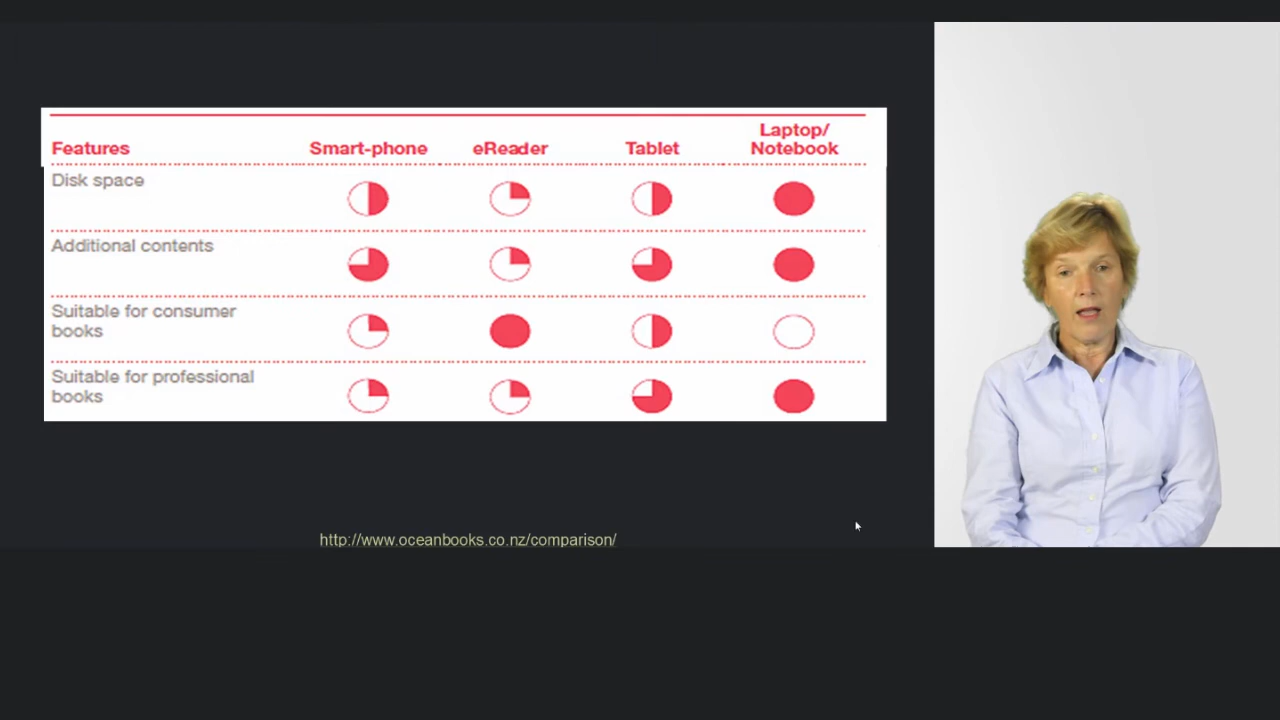 Features Smart-phone eReader Tablet Laptop/
Notebook
Disk space
Additional contents
Suitable for consumer
books
Suitable for professional
books
http://www.oceanbooks.co.nz/comparison/